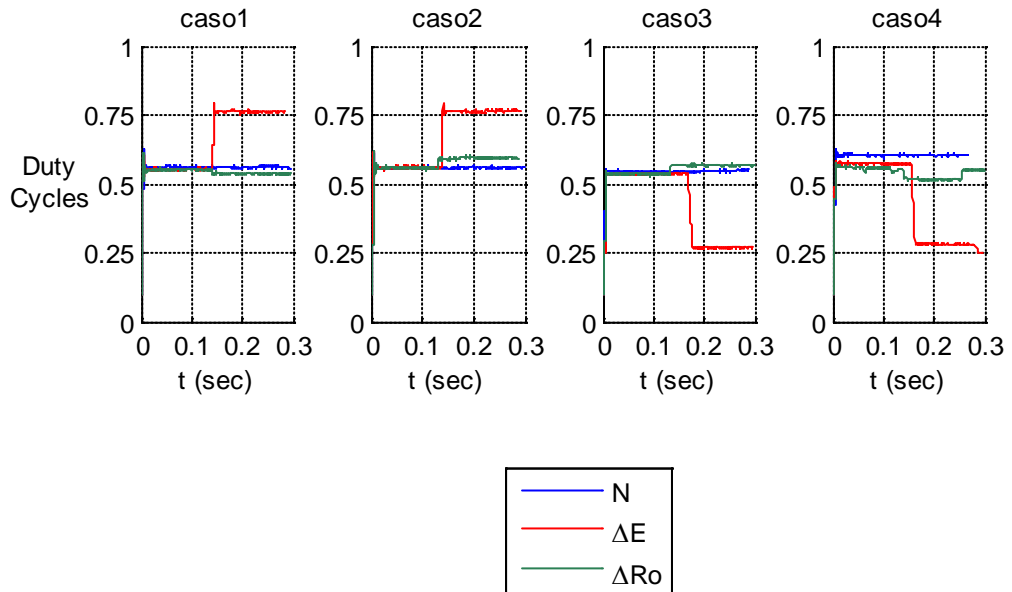 caso1 caso2 caso3 caso4
1 1 1 1
0.75 0.75 0.75 0.75
Duty
Cycles
0.5 0.5 0.5 0.5
0.25 0.25 0.25 0.25
0 0 0 0
0 0.1 0.2 0.3 0 0.1 0.2 0.3 0 0.1 0.2 0.3 0 0.1 0.2 0.3
t (sec) t (sec) t (sec) t (sec)
N
ΔE
ΔRo